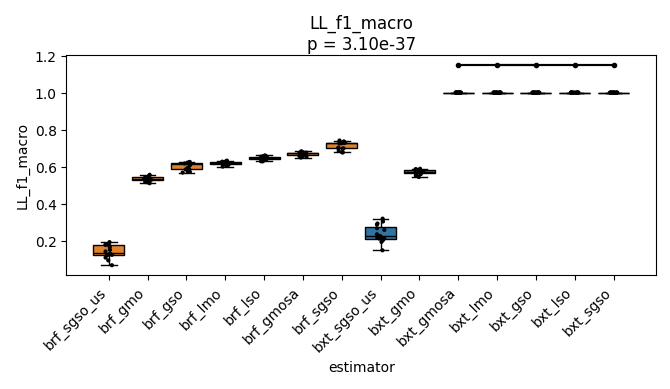 LL_f1_macro
p = 3.10e-37
1.2
1.0
0.8
0.6
0.4
0.2
LL_f1_macro
brf_sgso_us
brf_gmo
brf_gso
brf_lmo
brf_lso
brf_gmosa
brf_sgso
bxt_sgso_us
bxt_gmo
bxt_gmosa
bxt_lmo
bxt_gso
bxt_lso
bxt_sgso
estimator